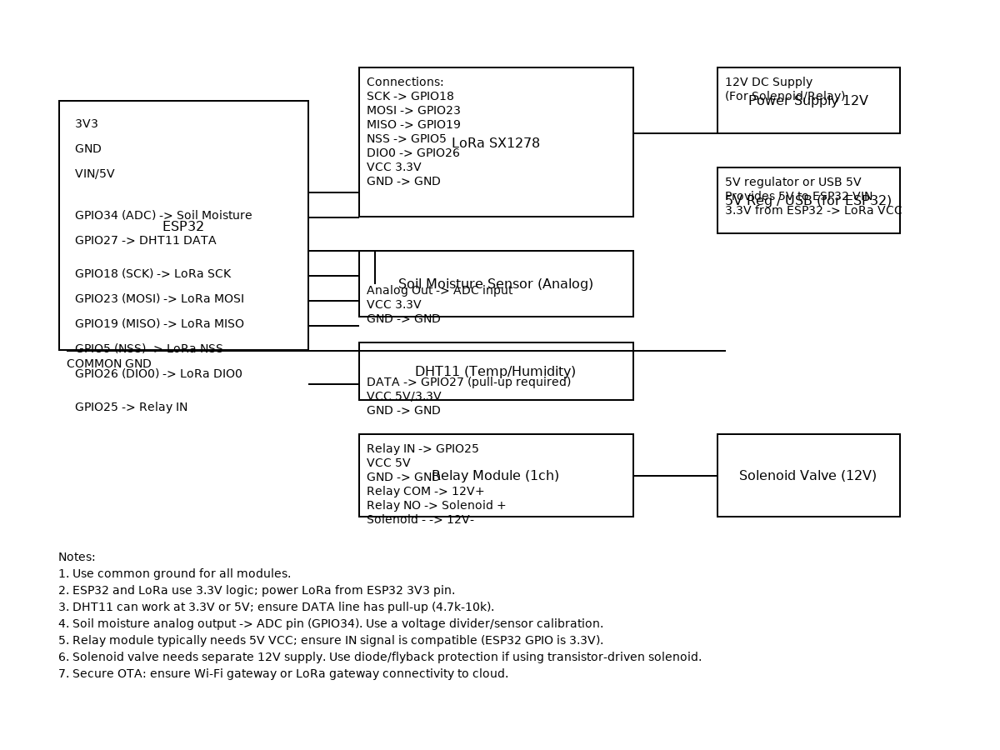 3V3
GND
VIN/5V
GPIO34 (ADC) -> Soil Moisture
ESP32
GPIO27 -> DHT11 DATA
GPIO18 (SCK) -> LoRa SCK
GPIO23 (MOSI) -> LoRa MOSI
GPIO19 (MISO) -> LoRa MISO
GPIO5 (NSS) -> LoRa NSS
COMMON GND
GPIO26 (DIO0) -> LoRa DIO0
GPIO25 -> Relay IN
Connections:
SCK -> GPIO18
MOSI -> GPIO23
MISO -> GPIO19
NSS -> GPIO5
LoRa SX1278
DIO0 -> GPIO26
VCC 3.3V
GND -> GND
Soil Moisture Sensor (Analog)
Analog Out -> ADC input
VCC 3.3V
GND -> GND
DHT11 (Temp/Humidity)
DATA -> GPIO27 (pull-up required)
VCC 5V/3.3V
GND -> GND
Relay IN -> GPIO25
VCC 5V
GND -> GND
Relay Module (1ch)
Relay COM -> 12V+
Relay NO -> Solenoid +
Solenoid - -> 12V-
12V DC Supply
(For Solenoid/Relay)
Power Supply 12V
5V regulator or USB 5V
Provides 5V to ESP32 VIN
5V Reg / USB (for ESP32)
3.3V from ESP32 -> LoRa VCC
Solenoid Valve (12V)
Notes:
1. Use common ground for all modules.
2. ESP32 and LoRa use 3.3V logic; power LoRa from ESP32 3V3 pin.
3. DHT11 can work at 3.3V or 5V; ensure DATA line has pull-up (4.7k-10k).
4. Soil moisture analog output -> ADC pin (GPIO34). Use a voltage divider/sensor calibration.
5. Relay module typically needs 5V VCC; ensure IN signal is compatible (ESP32 GPIO is 3.3V).
6. Solenoid valve needs separate 12V supply. Use diode/flyback protection if using transistor-driven solenoid.
7. Secure OTA: ensure Wi-Fi gateway or LoRa gateway connectivity to cloud.